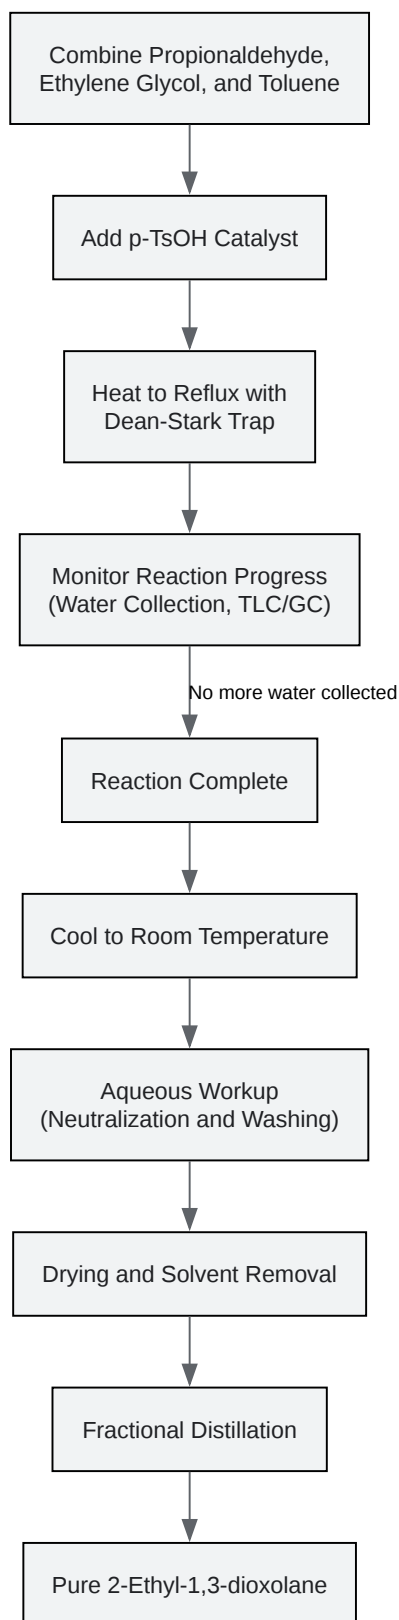 Combine Propionaldehyde,
Ethylene Glycol, and Toluene
Add p-TsOH Catalyst
Heat to Reflux with
Dean-Stark Trap
Monitor Reaction Progress
(Water Collection, TLC/GC)
No more water collected
Reaction Complete
Cool to Room Temperature
Aqueous Workup
(Neutralization and Washing)
Drying and Solvent Removal
Fractional Distillation
Pure 2-Ethyl-1,3-dioxolane